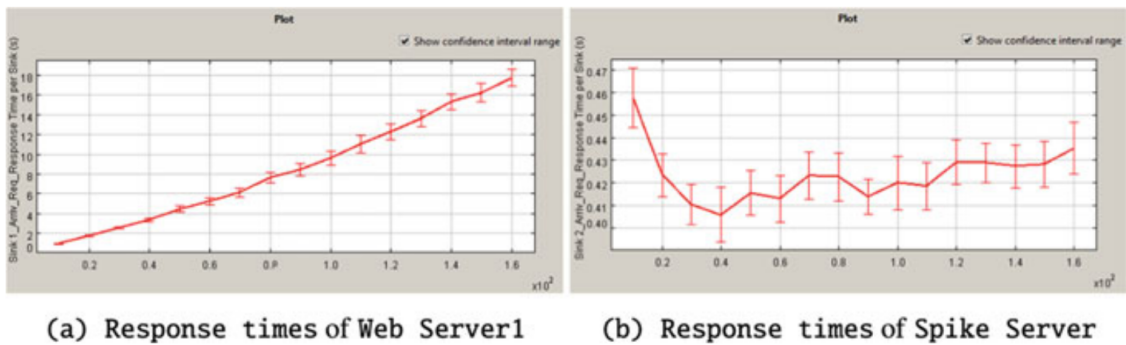 Plot
Show confidence interval range
Sink 1_Arriv_Req_Response Time per Sink (s)
18
16
14
12
10
8
6
4
2
0
0.2 0.4 0.6 0.8 1.0 1.2 1.4 1.6
x10²
(a) Response times of Web Server1
Plot
Show confidence interval range
Sink 2_Arriv_Req_Response Time per Sink (s)
0.47
0.46
0.45
0.44
0.43
0.42
0.41
0.40
0.2 0.4 0.6 0.8 1.0 1.2 1.4 1.6
x10²
(b) Response times of Spike Server